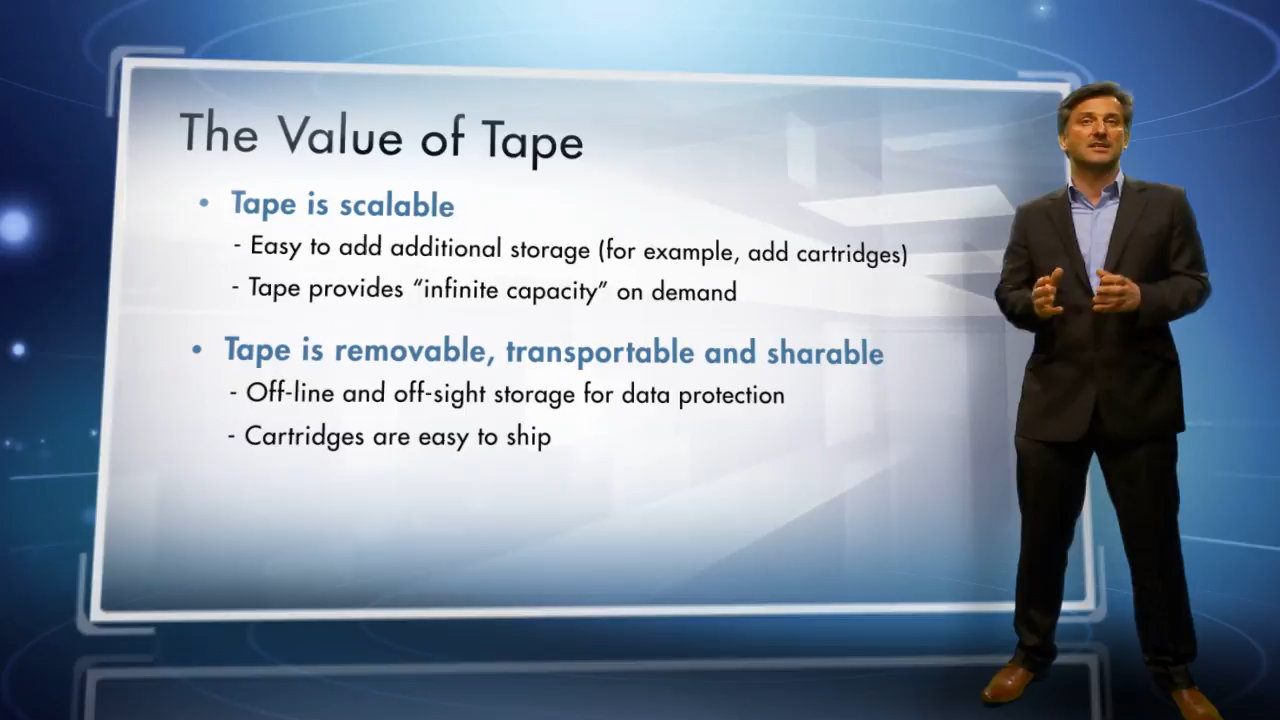 The Value of Tape
• Tape is scalable
- Easy to add additional storage (for example, add cartridges)
- Tape provides “infinite capacity” on demand
• Tape is removable, transportable and sharable
- Off-line and off-sight storage for data protection
- Cartridges are easy to ship